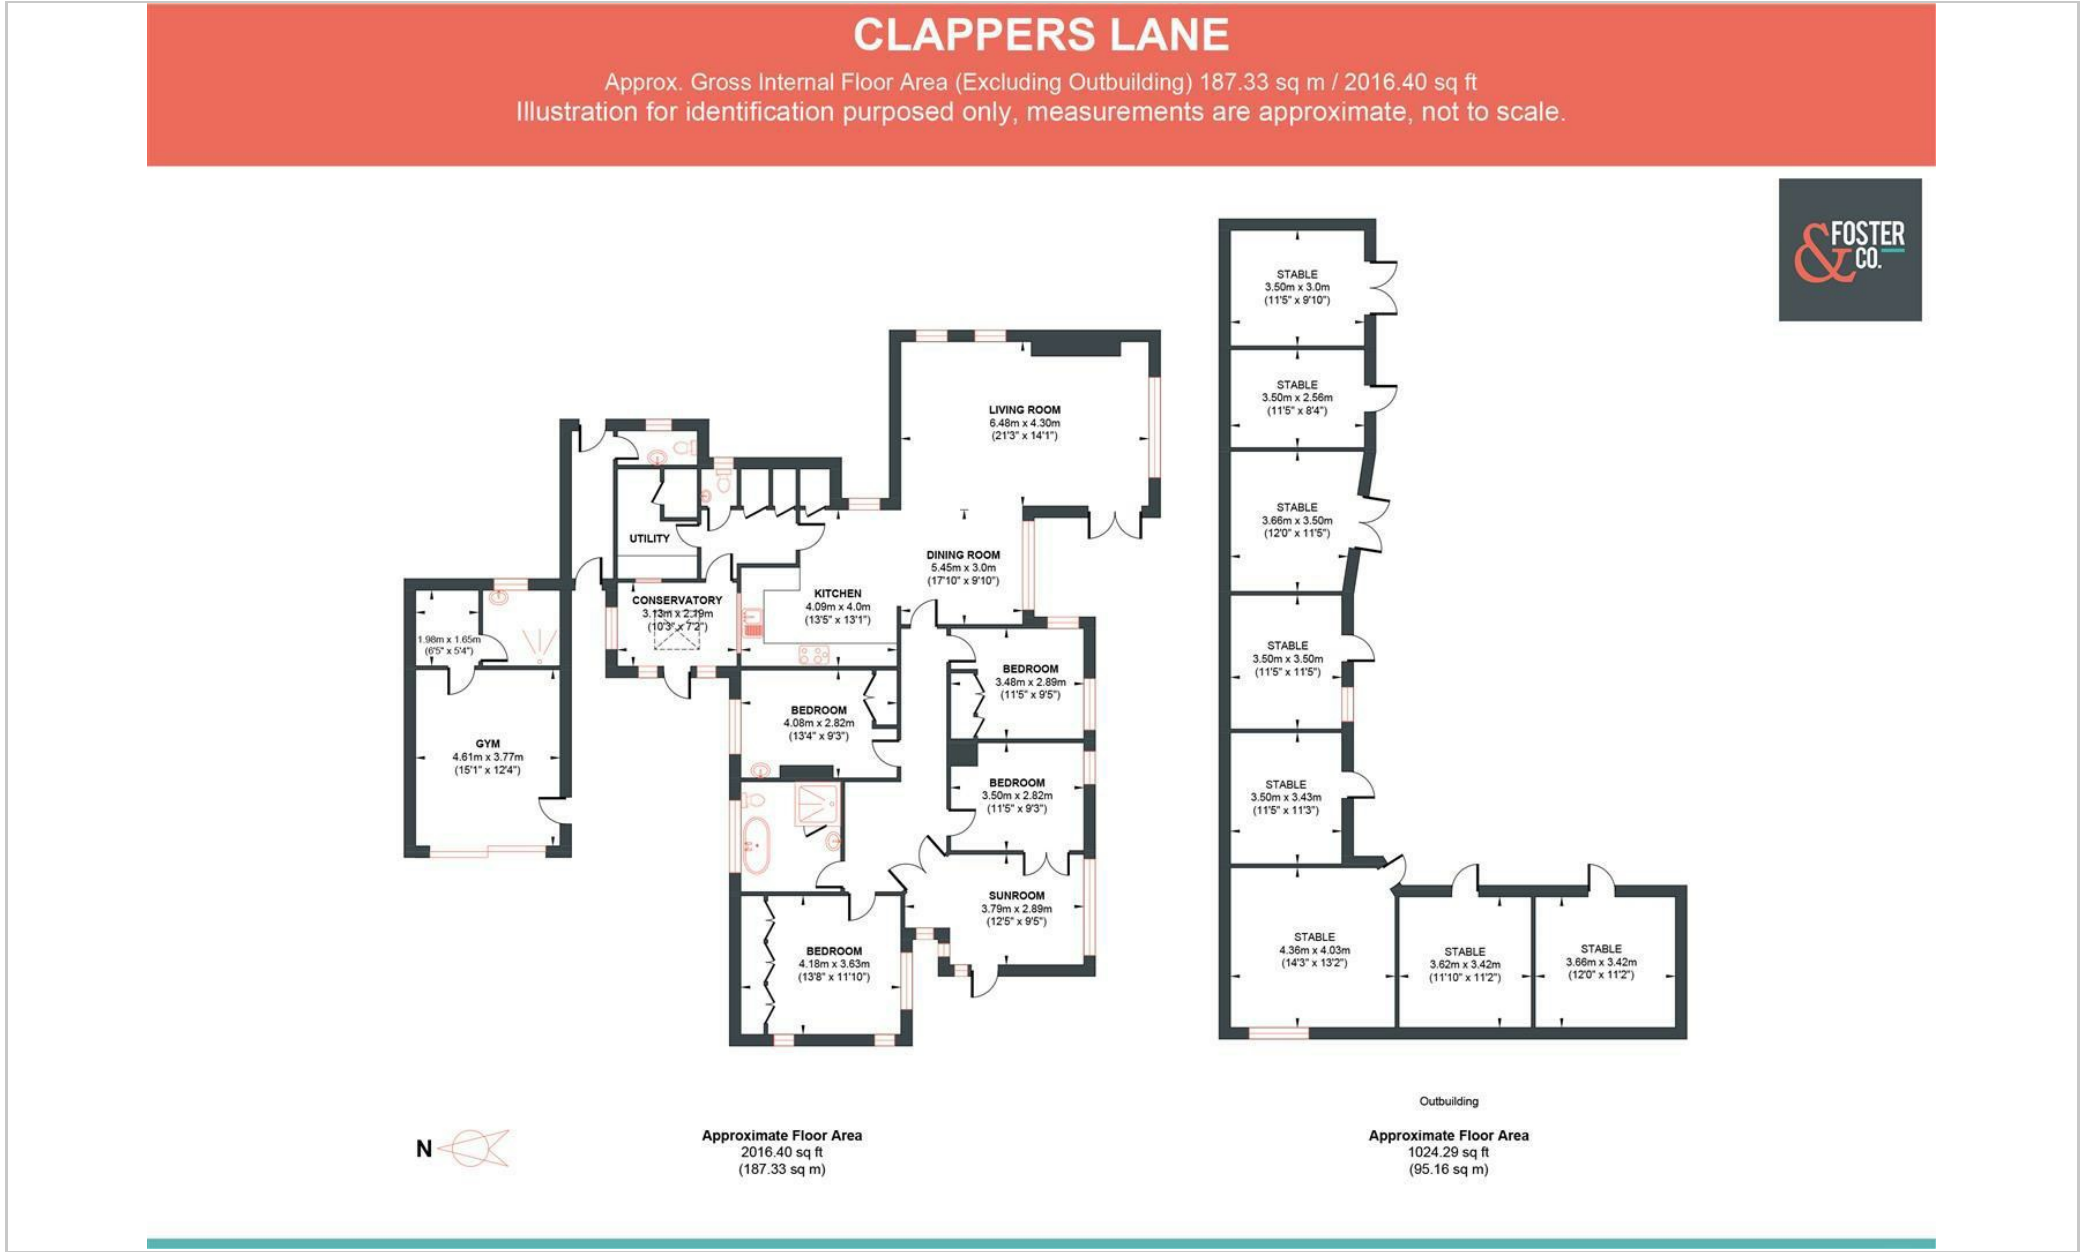 CLAPPERS LANE
Approx. Gross Internal Floor Area (Excluding Outbuilding) 187.33 sq m / 2016.40 sq ft
Illustration for identification purposed only, measurements are approximate, not to scale.
&FOSTER
CO.
STABLE
3.50m x 3.0m
(11'5" x 9'10")
STABLE
3.50m x 2.56m
(11'5" x 8'4")
LIVING ROOM
6.48m x 4.30m
(21'3" x 14'1")
STABLE
3.66m x 3.50m
(12'0" x 11'5")
UTILITY
DINING ROOM
5.45m x 3.0m
(17'10" x 9'10")
CONSERVATORY
3.13m x 2.19m
(10'3" x 7'2")
KITCHEN
4.09m x 4.0m
(13'5" x 13'1")
1.98m x 1.65m
(6'5" x 5'4")
STABLE
3.50m x 3.50m
(11'5" x 11'5")
BEDROOM
3.48m x 2.89m
(11'5" x 9'5")
BEDROOM
4.08m x 2.82m
(13'4" x 9'3")
GYM
4.61m x 3.77m
(15'1" x 12'4")
BEDROOM
3.50m x 2.82m
(11'5" x 9'3")
STABLE
3.50m x 3.43m
(11'5" x 11'3")
SUNROOM
3.79m x 2.89m
(12'5" x 9'5")
BEDROOM
4.18m x 3.63m
(13'8" x 11'10")
STABLE
4.36m x 4.03m
(14'3" x 13'2")
STABLE
3.62m x 3.42m
(11'10" x 11'2")
STABLE
3.66m x 3.42m
(12'0" x 11'2")
N
Approximate Floor Area
2016.40 sq ft
(187.33 sq m)
Outbuilding
Approximate Floor Area
1024.29 sq ft
(95.16 sq m)